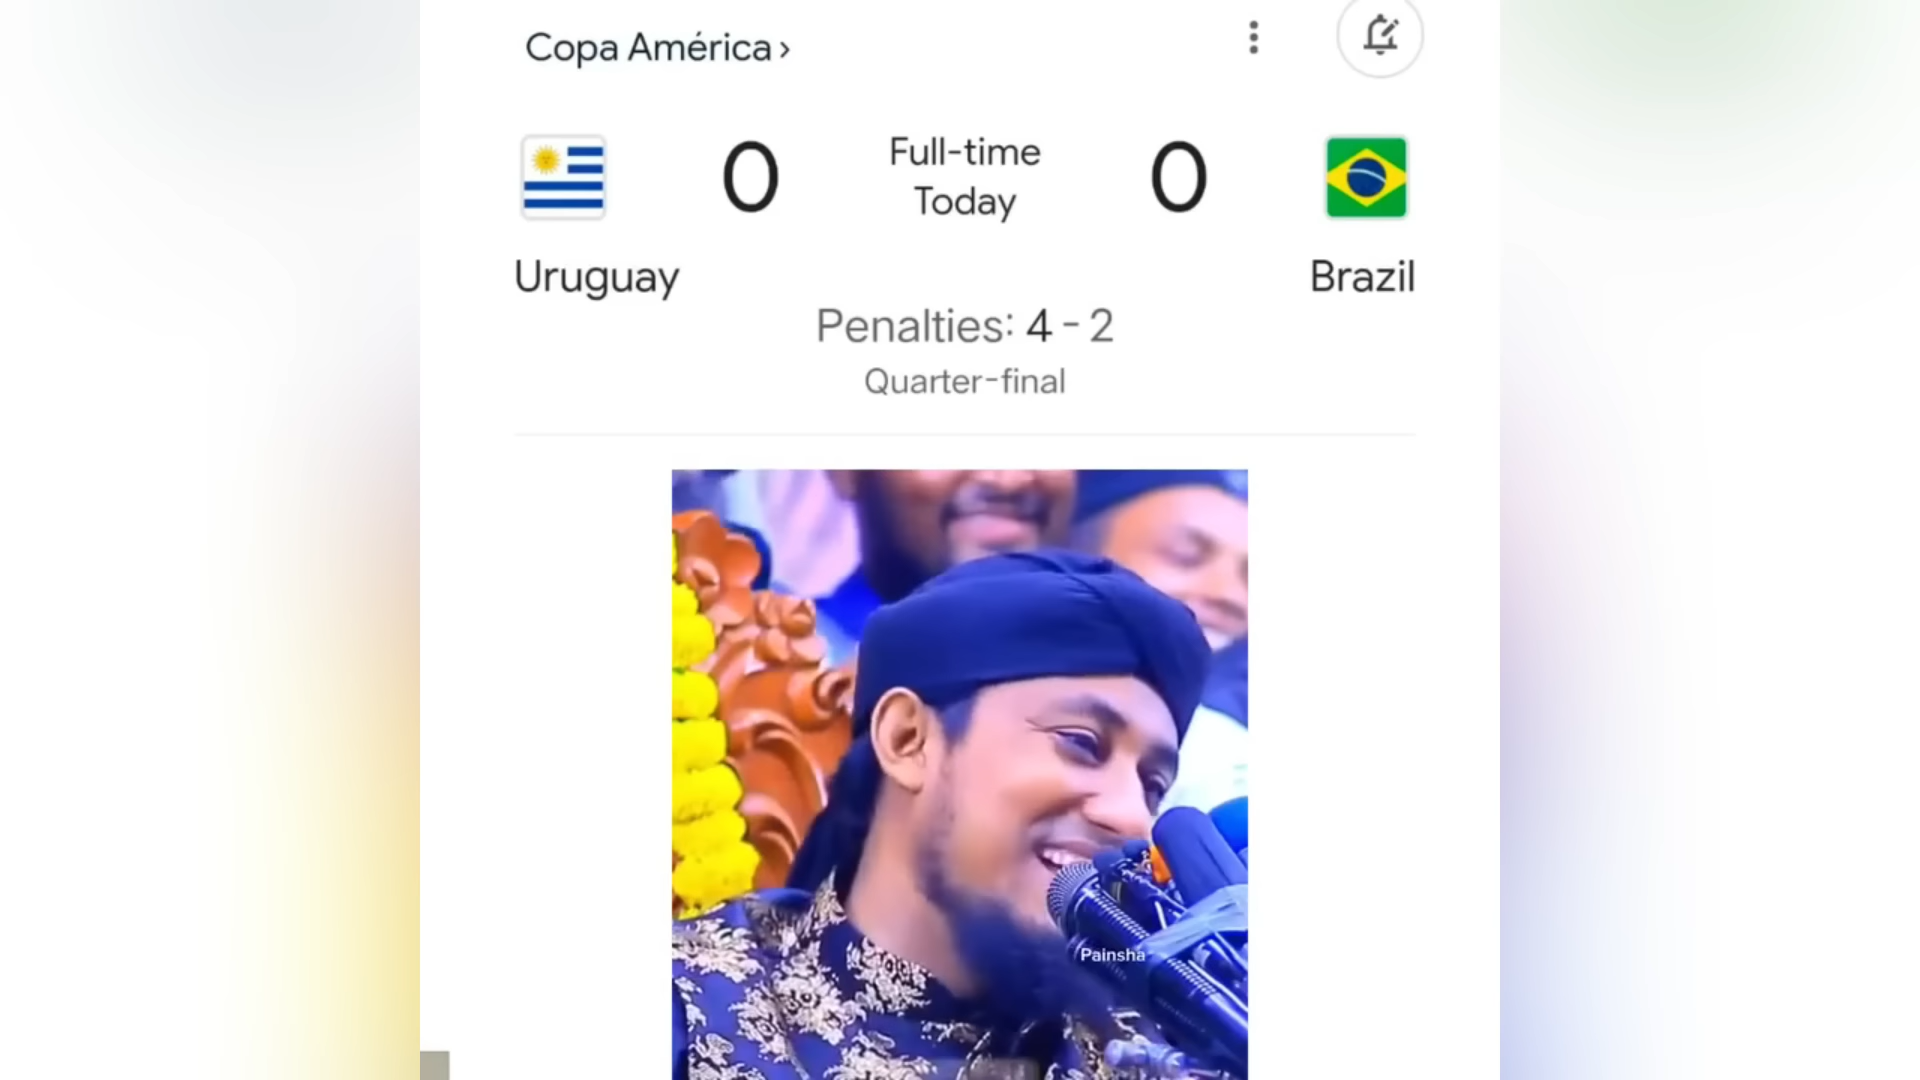 Copa América ›
0 Full-time 0
Today
Uruguay Brazil
Penalties: 4 - 2
Quarter-final
Painsha